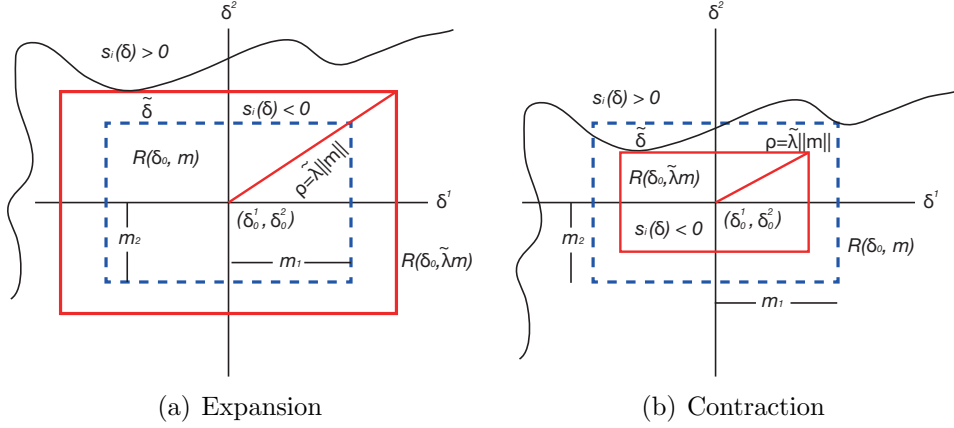 δ²
sᵢ(δ) > 0
δ̃
sᵢ(δ) < 0
R(δ₀, m)
ρ=λ̃||m||
δ¹
(δ₀¹, δ₀²)
m₂
m₁
R(δ₀,λ̃m)
(a) Expansion
δ²
sᵢ(δ) > 0
δ̃
ρ=λ̃||m||
R(δ₀,λ̃m)
δ¹
(δ₀¹, δ₀²)
sᵢ(δ) < 0
m₂
R(δ₀, m)
m₁
(b) Contraction